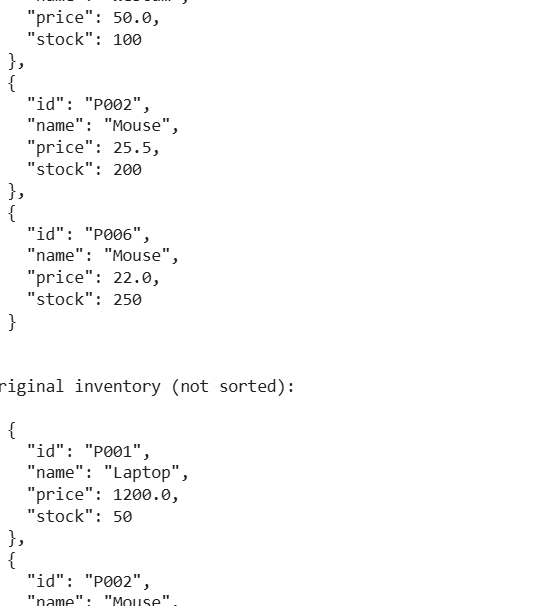 "price": 50.0,
"stock": 100
},
{
"id": "P002",
"name": "Mouse",
"price": 25.5,
"stock": 200
},
{
"id": "P006",
"name": "Mouse",
"price": 22.0,
"stock": 250
}
riginal inventory (not sorted):
{
"id": "P001",
"name": "Laptop",
"price": 1200.0,
"stock": 50
},
{
"id": "P002",
"name": "Mouse",